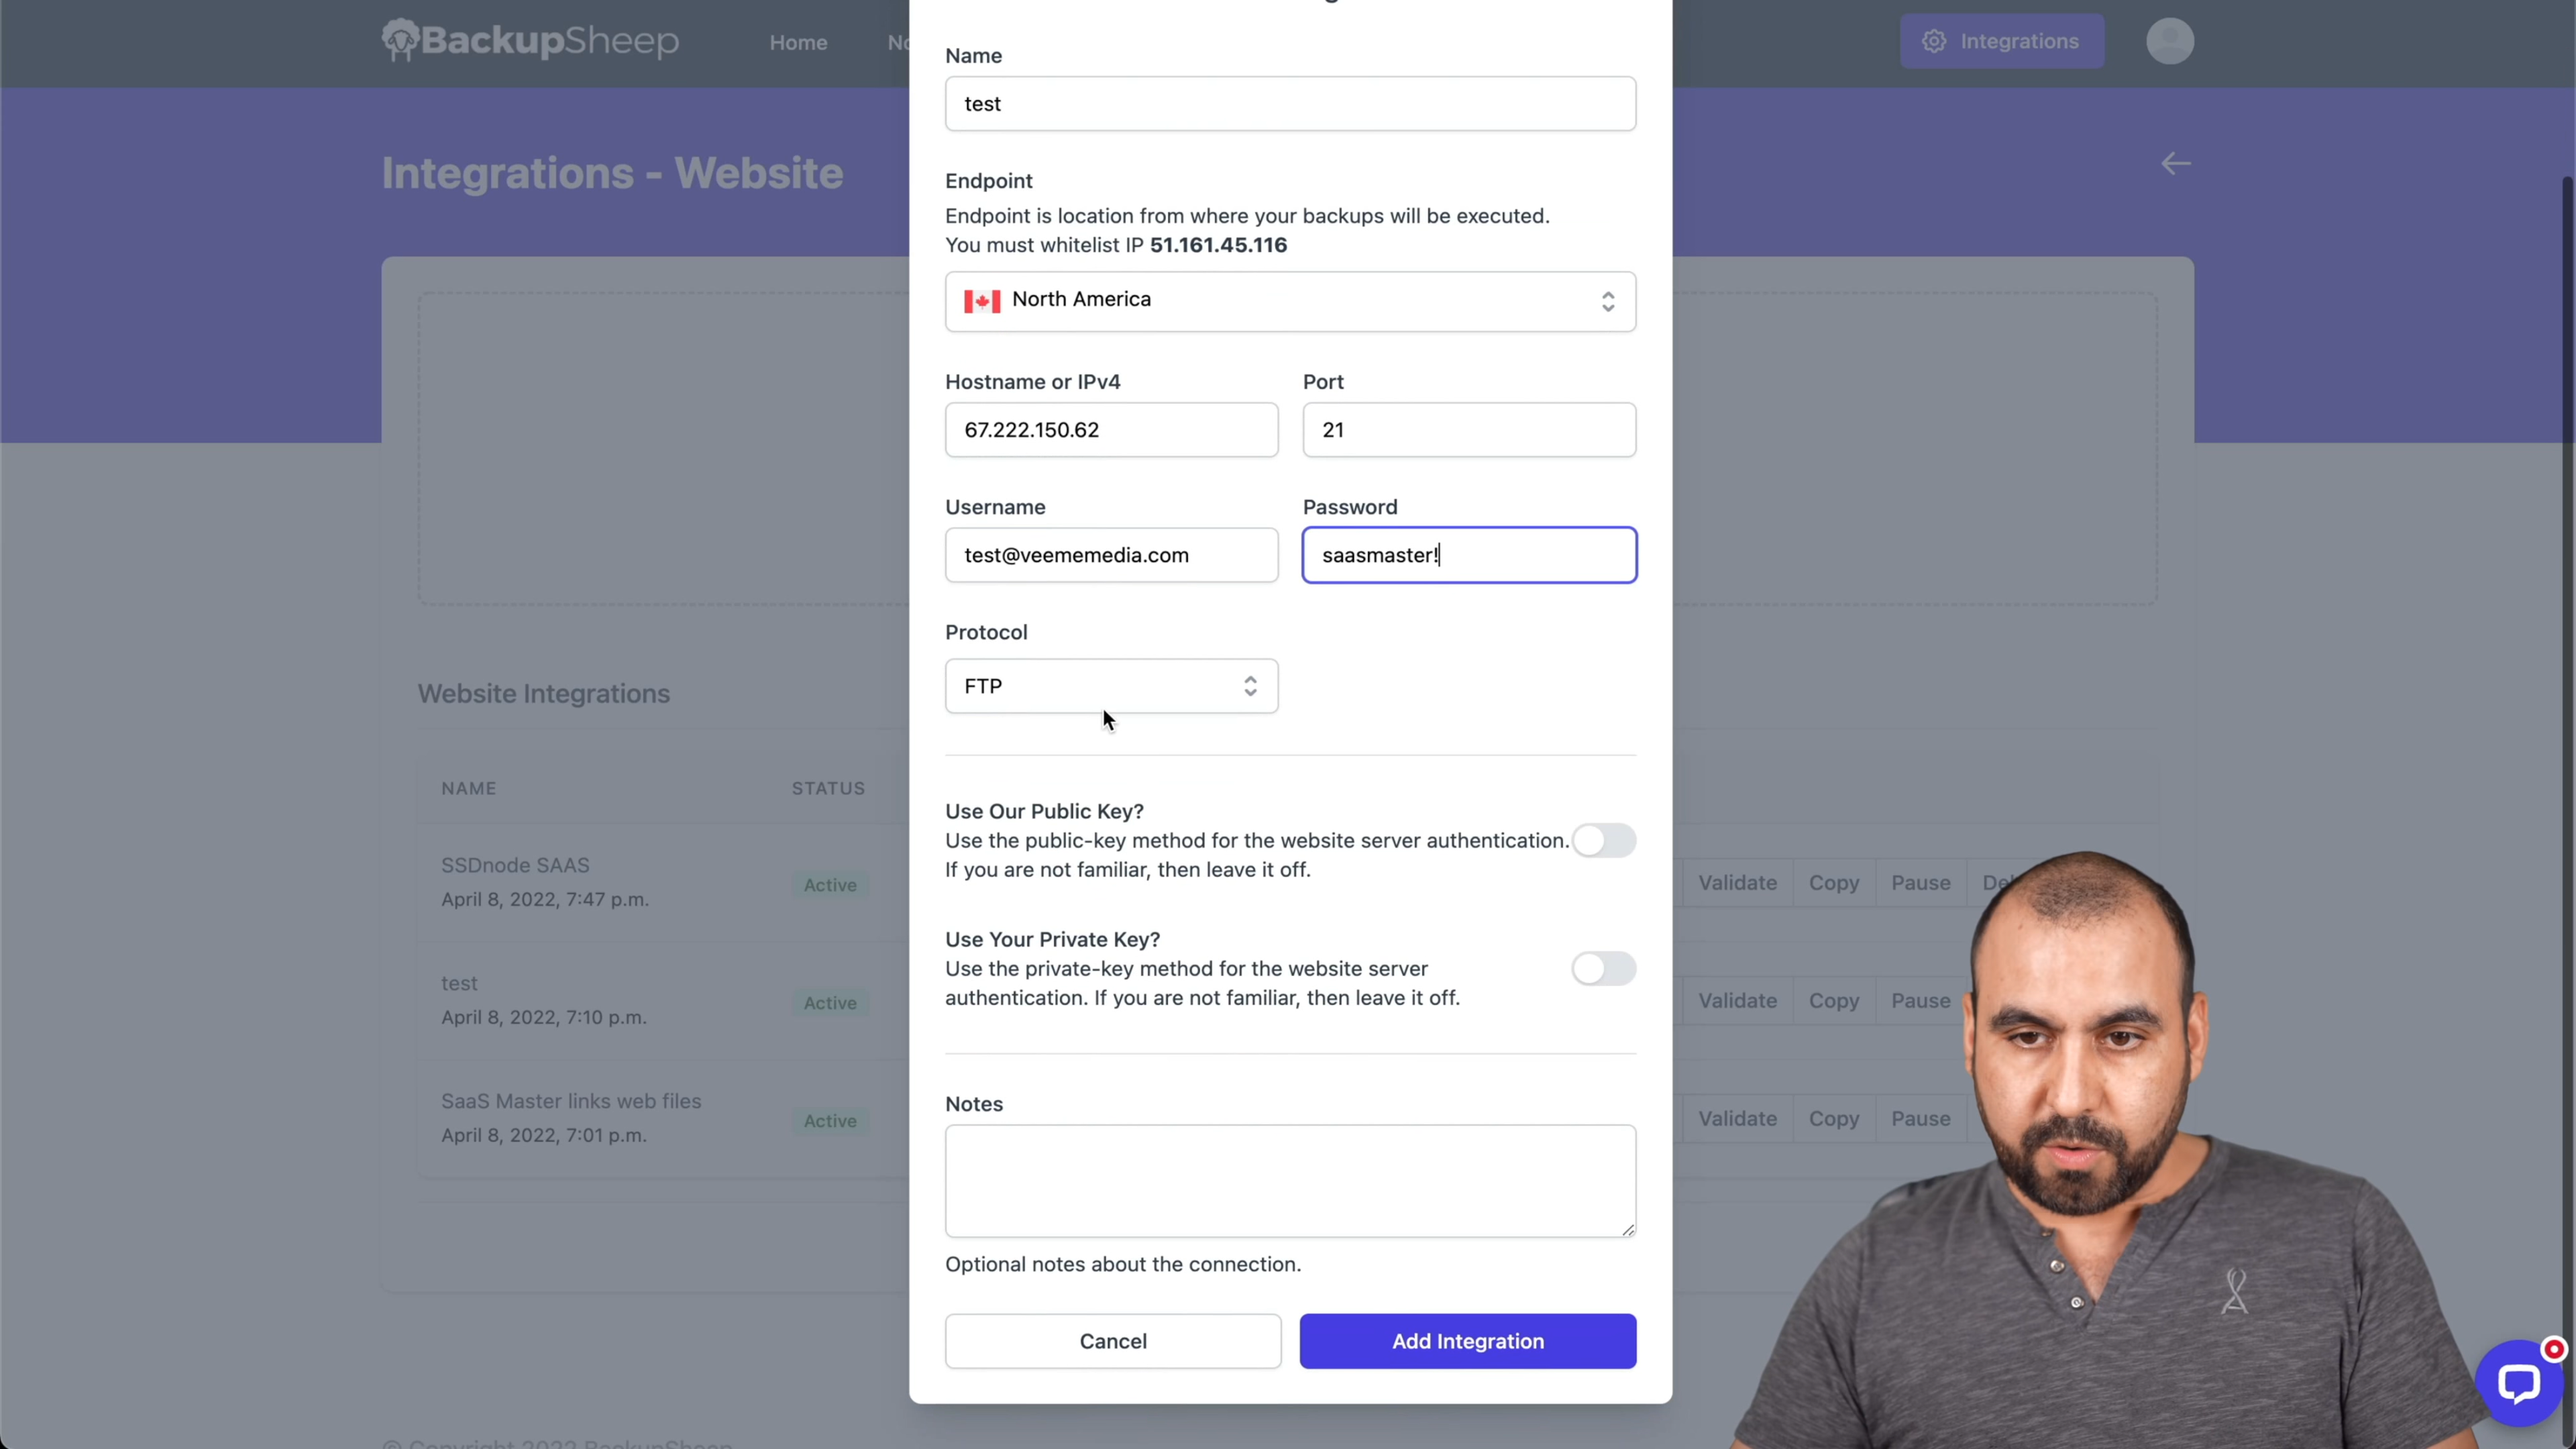 BackupSheep
Home
Integrations
Integrations - Website
Name
test
Endpoint
Endpoint is location from where your backups will be executed.
You must whitelist IP 51.161.45.116
North America
Hostname or IPv4
Port
67.222.150.62
21
Username
Password
test@veememedia.com
saasmaster!
Protocol
FTP
Website Integrations
NAME
STATUS
Use Our Public Key?
Use the public-key method for the website server authentication.
If you are not familiar, then leave it off.
SSDnode SAAS
April 8, 2022, 7:47 p.m.
Active
Validate
Copy
Pause
Use Your Private Key?
Use the private-key method for the website server
authentication. If you are not familiar, then leave it off.
test
April 8, 2022, 7:10 p.m.
Active
Validate
Copy
Pause
SaaS Master links web files
April 8, 2022, 7:01 p.m.
Active
Validate
Copy
Pause
Notes
Optional notes about the connection.
Cancel
Add Integration
© Copyright 2022 BackupSheep